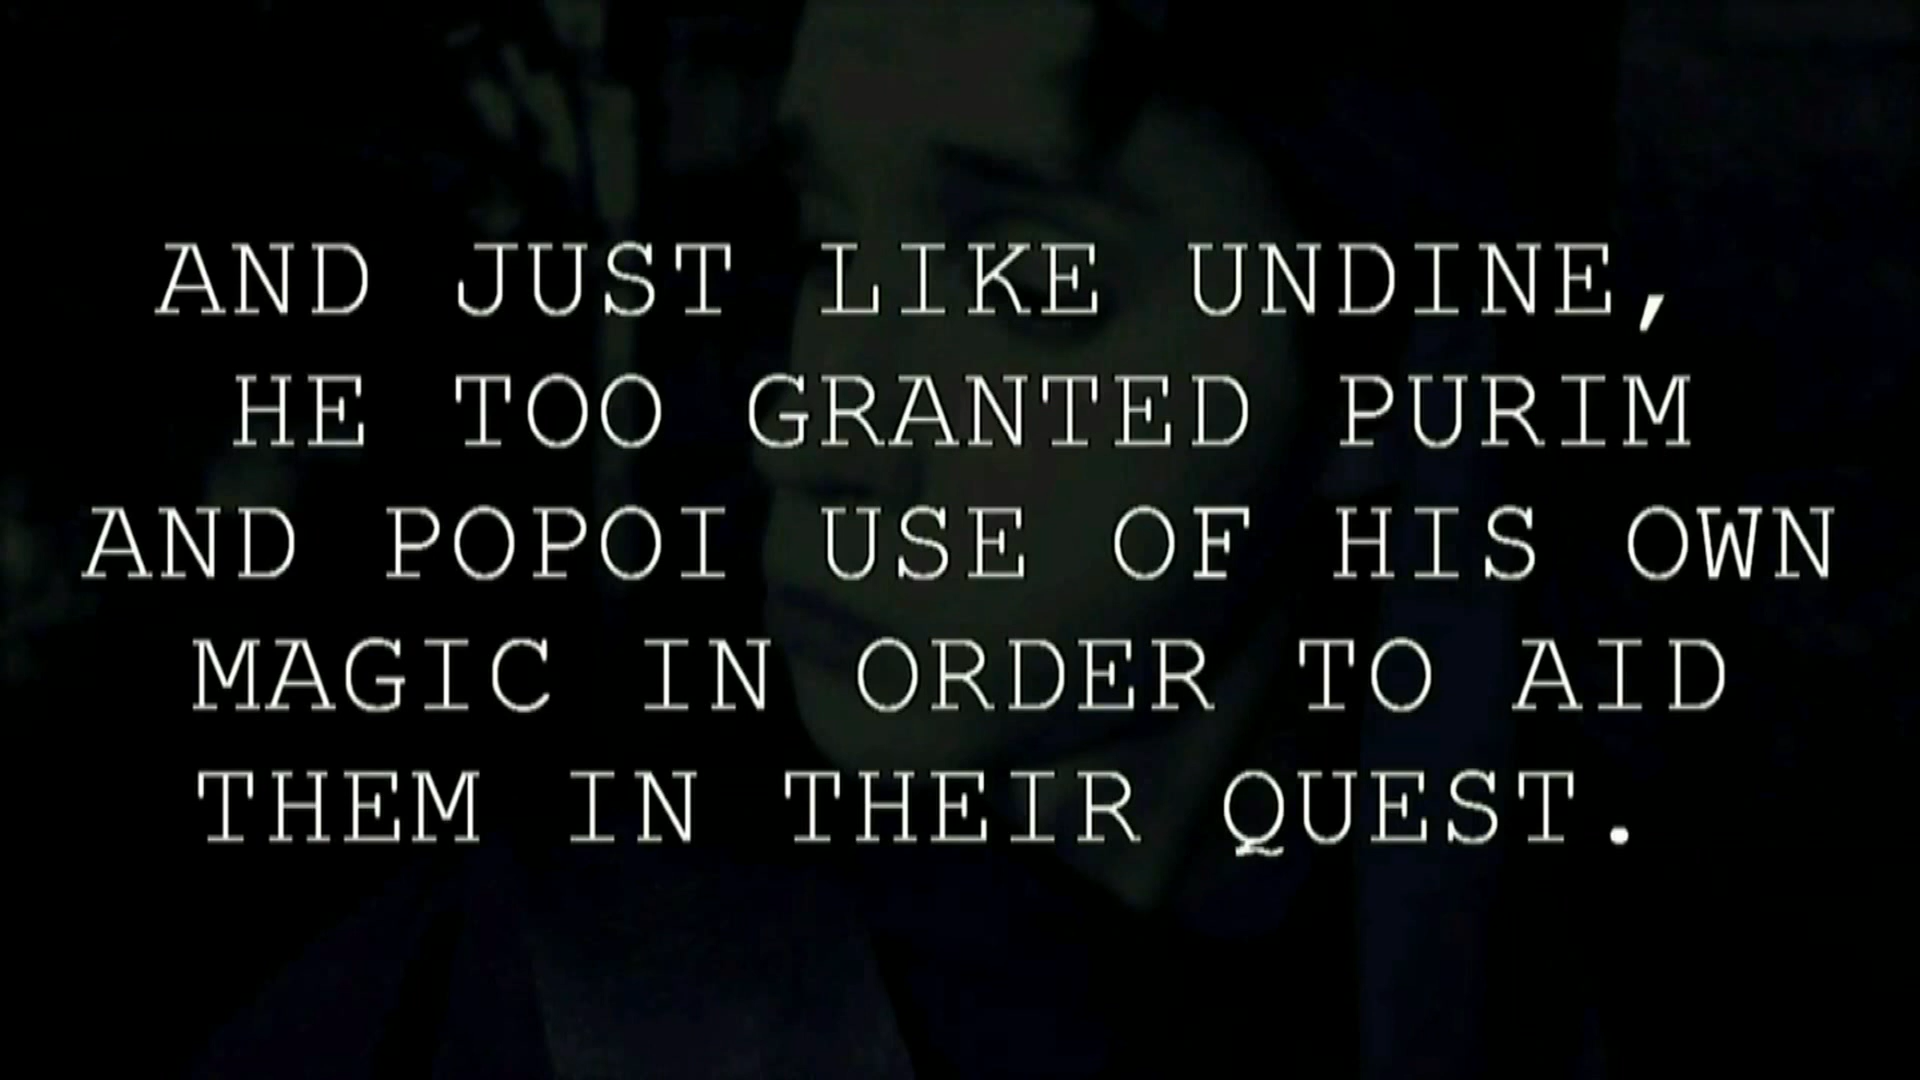 AND JUST LIKE UNDINE,
HE TOO GRANTED PURIM
AND POPOI USE OF HIS OWN
MAGIC IN ORDER TO AID
THEM IN THEIR QUEST.